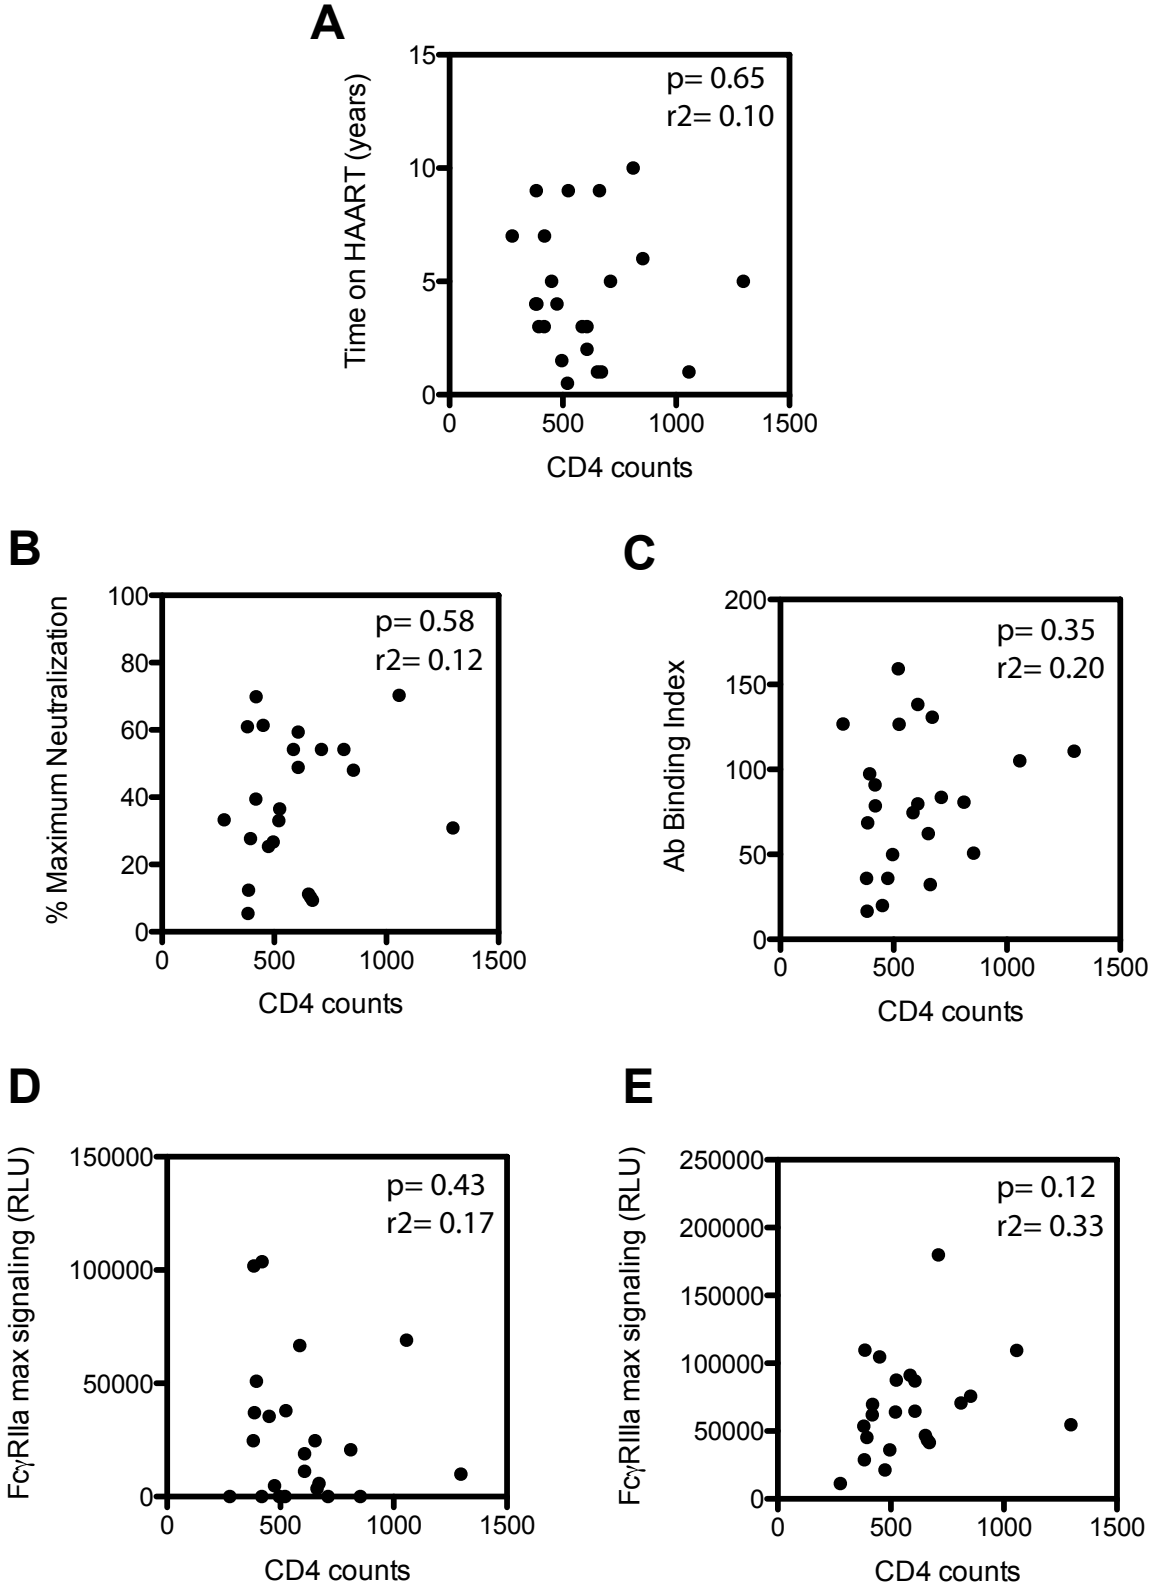 A
15
10
5
0
Time on HAART (years)
p= 0.65
r2= 0.10
0 500 1000 1500
CD4 counts
B
100
80
60
40
20
0
% Maximum Neutralization
p= 0.58
r2= 0.12
0 500 1000 1500
CD4 counts
C
200
150
100
50
0
Ab Binding Index
p= 0.35
r2= 0.20
0 500 1000 1500
CD4 counts
D
150000
100000
50000
0
FcγRIIa max signaling (RLU)
p= 0.43
r2= 0.17
0 500 1000 1500
CD4 counts
E
250000
200000
150000
100000
50000
0
FcγRIIIa max signaling (RLU)
p= 0.12
r2= 0.33
0 500 1000 1500
CD4 counts